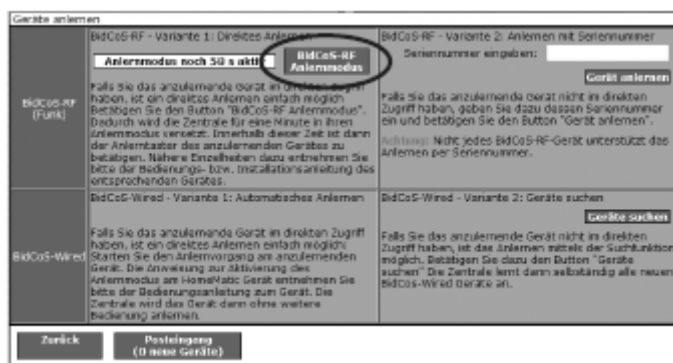 Geräte anlernen
BidCoS-RF
(Funk)
BidCoS-RF - Variante 1: Direktes Anlernen
Anlernmodus noch 50 s aktiv
BidCoS-RF
Anlernmodus
Falls Sie das anzulernende Gerät im direkten Zugriff
haben, ist ein direktes Anlernen einfach möglich
Betätigen Sie den Button "BidCoS-RF Anlernmodus".
Dadurch wird die Zentrale für eine Minute in ihren
Anlernmodus versetzt. Innerhalb dieser Zeit ist dann
der Anlerntaster des anzulernenden Gerätes zu
betätigen. Nähere Einzelheiten dazu entnehmen Sie
bitte der Bedienungs- bzw. Installationsanleitung des
entsprechenden Gerätes.
BidCoS-RF - Variante 2: Anlernen mit Seriennummer
Seriennummer eingeben:
Gerät anlernen
Falls Sie das anzulernende Gerät nicht im direkten
Zugriff haben, geben Sie dazu dessen Seriennummer
ein und betätigen Sie den Button "Gerät anlernen".
Achtung: Nicht jedes BidCoS-RF-Gerät unterstützt das
Anlernen per Seriennummer.
BidCoS-Wired
BidCoS-Wired - Variante 1: Automatisches Anlernen
Falls Sie das anzulernende Gerät im direkten Zugriff
haben, ist ein direktes Anlernen einfach möglich:
Starten Sie den Anlernvorgang am anzulernenden
Gerät. Die Anweisung zur Aktivierung des
Anlernmodus am HomeMatic Gerät entnehmen Sie
bitte der Bedienungsanleitung zum Gerät. Die
Zentrale wird das Gerät dann ohne weitere
Bedienung anlernen.
BidCoS-Wired - Variante 2: Geräte suchen
Geräte suchen
Falls Sie das anzulernende Gerät nicht im direkten
Zugriff haben, ist das Anlernen mittels der Suchfunktion
möglich. Betätigen Sie dazu den Button "Geräte
suchen" Die Zentrale lernt dann selbständig alle neuen
BidCoS-Wired Geräte an.
Zurück
Posteingang
(0 neue Geräte)